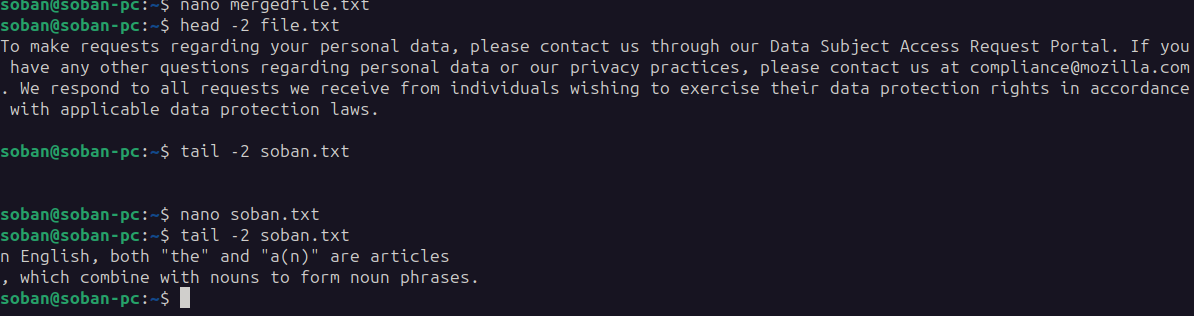 soban@soban-pc:~$ nano mergedfile.txt
soban@soban-pc:~$ head -2 file.txt
To make requests regarding your personal data, please contact us through our Data Subject Access Request Portal. If you
 have any other questions regarding personal data or our privacy practices, please contact us at compliance@mozilla.com
. We respond to all requests we receive from individuals wishing to exercise their data protection rights in accordance
 with applicable data protection laws.
soban@soban-pc:~$ tail -2 soban.txt
soban@soban-pc:~$ nano soban.txt
soban@soban-pc:~$ tail -2 soban.txt
n English, both "the" and "a(n)" are articles
, which combine with nouns to form noun phrases.
soban@soban-pc:~$